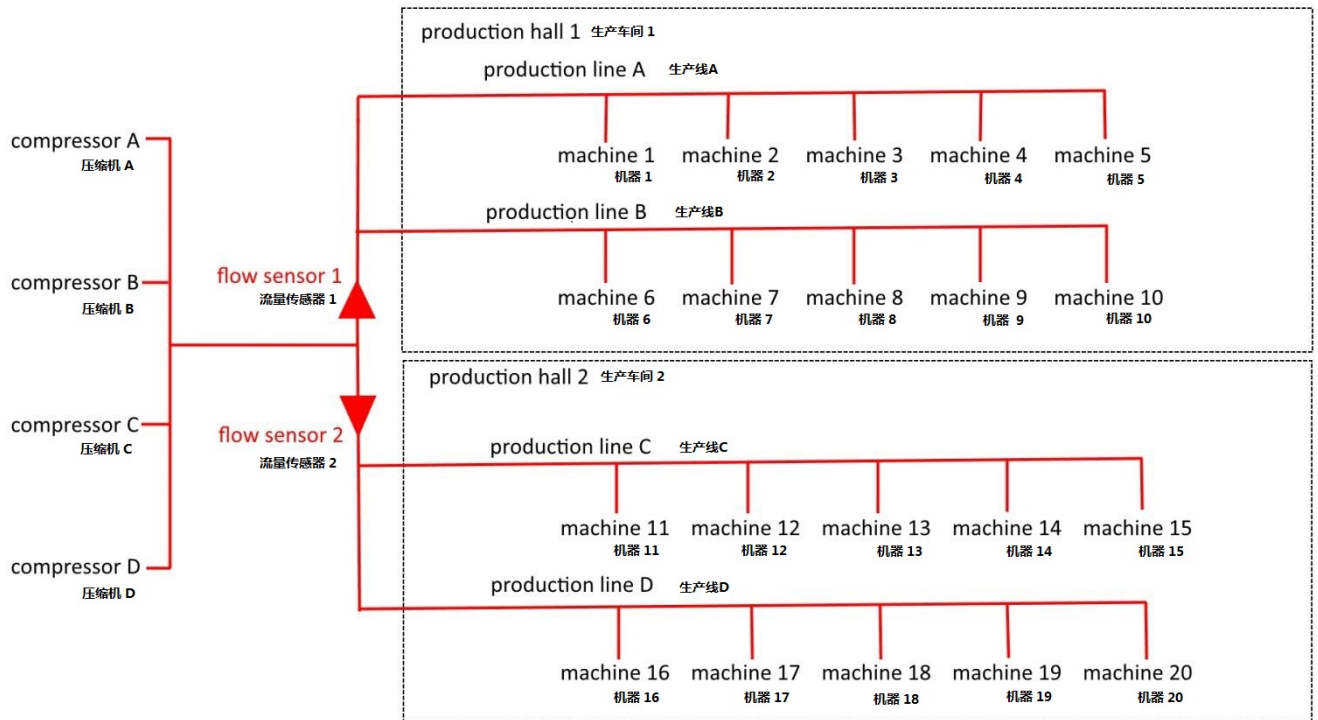 production hall 1 生产车间 1
production line A 生产线A
compressor A
压缩机 A
machine 1 machine 2 machine 3 machine 4 machine 5
机器 1 机器 2 机器 3 机器 4 机器 5
production line B 生产线B
compressor B
压缩机 B
flow sensor 1
流量传感器 1
machine 6 machine 7 machine 8 machine 9 machine 10
机器 6 机器 7 机器 8 机器 9 机器 10
production hall 2 生产车间 2
compressor C
压缩机 C
flow sensor 2
流量传感器 2
production line C 生产线C
machine 11 machine 12 machine 13 machine 14 machine 15
机器 11 机器 12 机器 13 机器 14 机器 15
compressor D
压缩机 D
production line D 生产线D
machine 16 machine 17 machine 18 machine 19 machine 20
机器 16 机器 17 机器 18 机器 19 机器 20